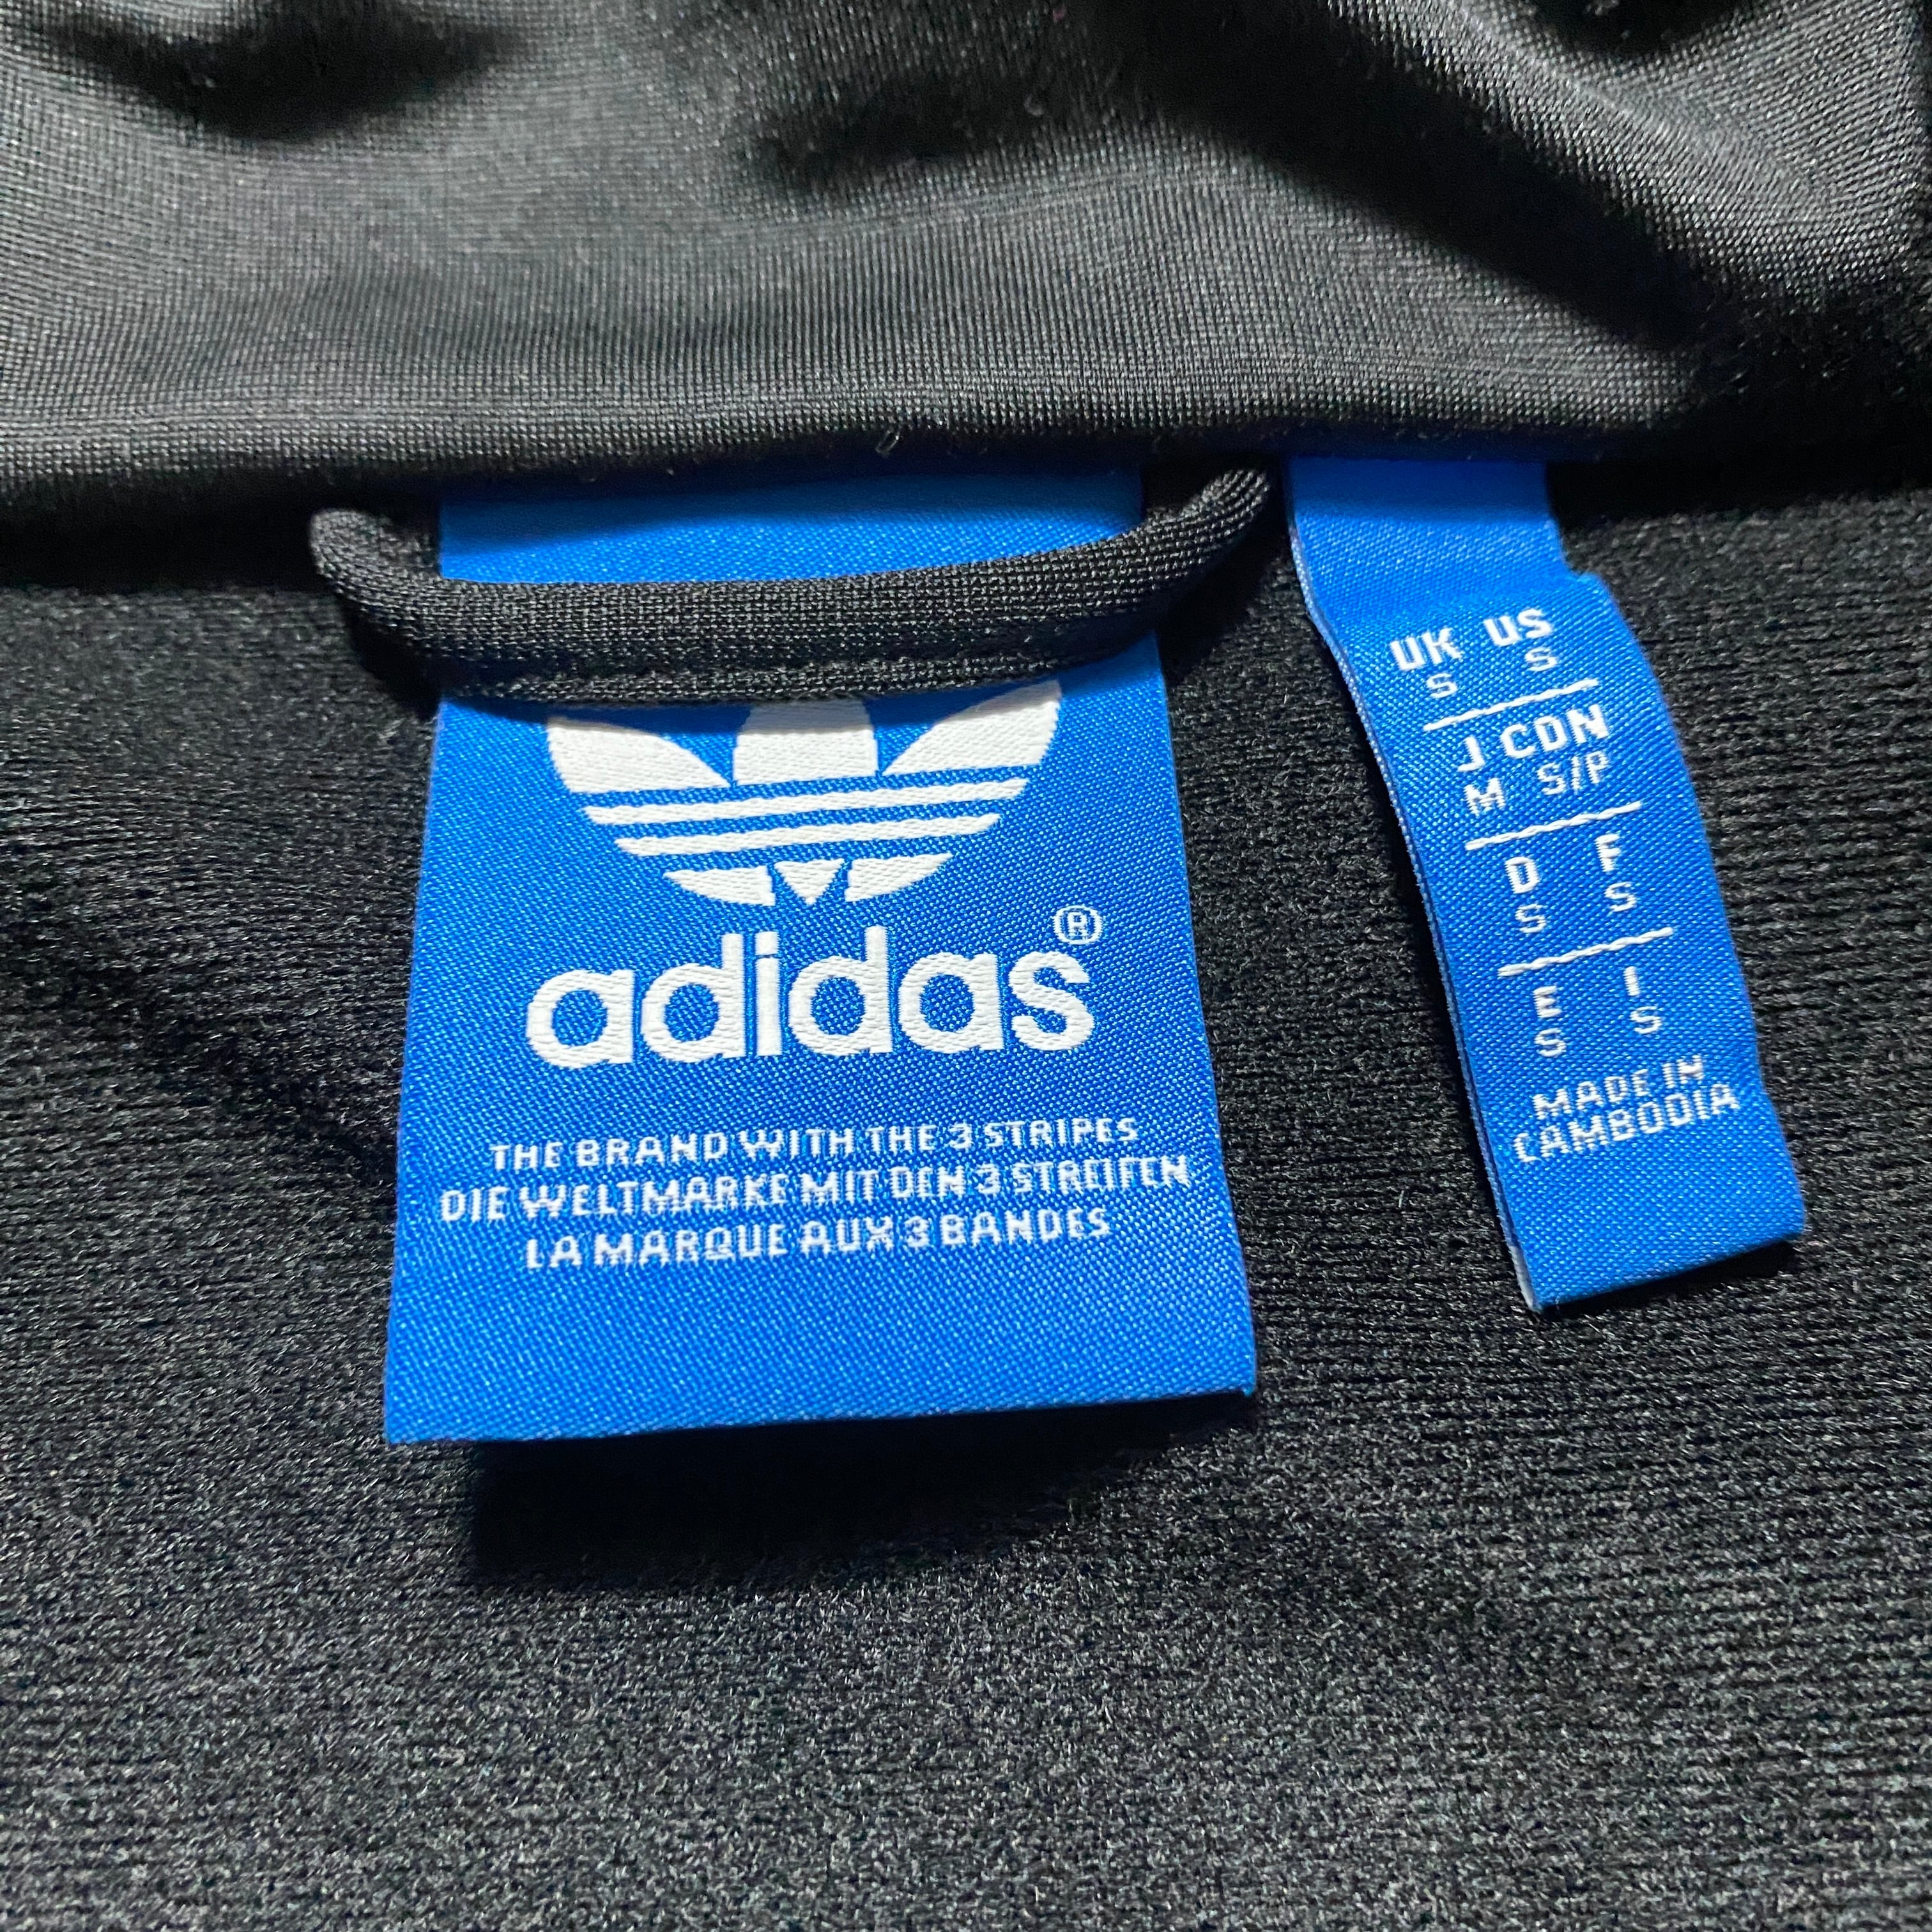 adidas®
THE BRAND WITH THE 3 STRIPES
DIE WELTMARKE MIT DEN 3 STREIFEN
LA MARQUE AUX 3 BANDES
UK US
S S
J CDN
M S/P
D F
S S
E I
S S
MADE IN
CAMBODIA